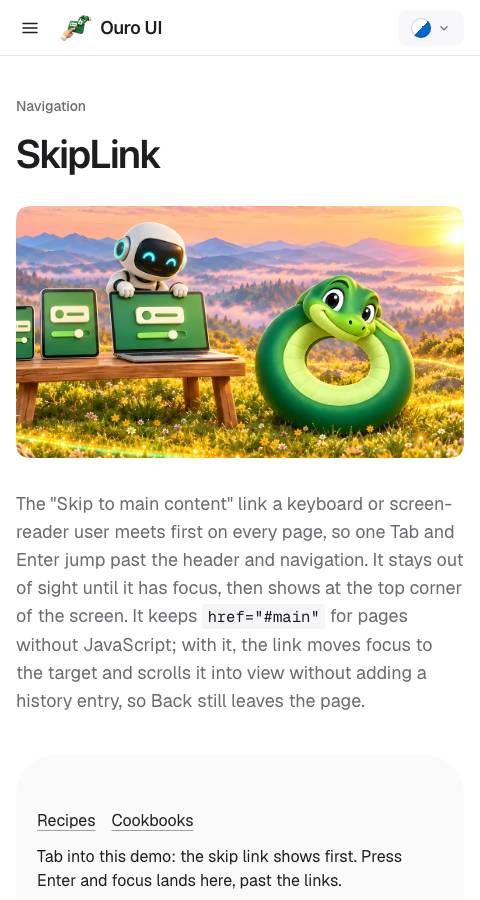 Ouro UI
Navigation
SkipLink
The "Skip to main content" link a keyboard or screen-
reader user meets first on every page, so one Tab and
Enter jump past the header and navigation. It stays out
of sight until it has focus, then shows at the top corner
of the screen. It keeps href="#main" for pages
without JavaScript; with it, the link moves focus to
the target and scrolls it into view without adding a
history entry, so Back still leaves the page.
Recipes Cookbooks
Tab into this demo: the skip link shows first. Press
Enter and focus lands here, past the links.